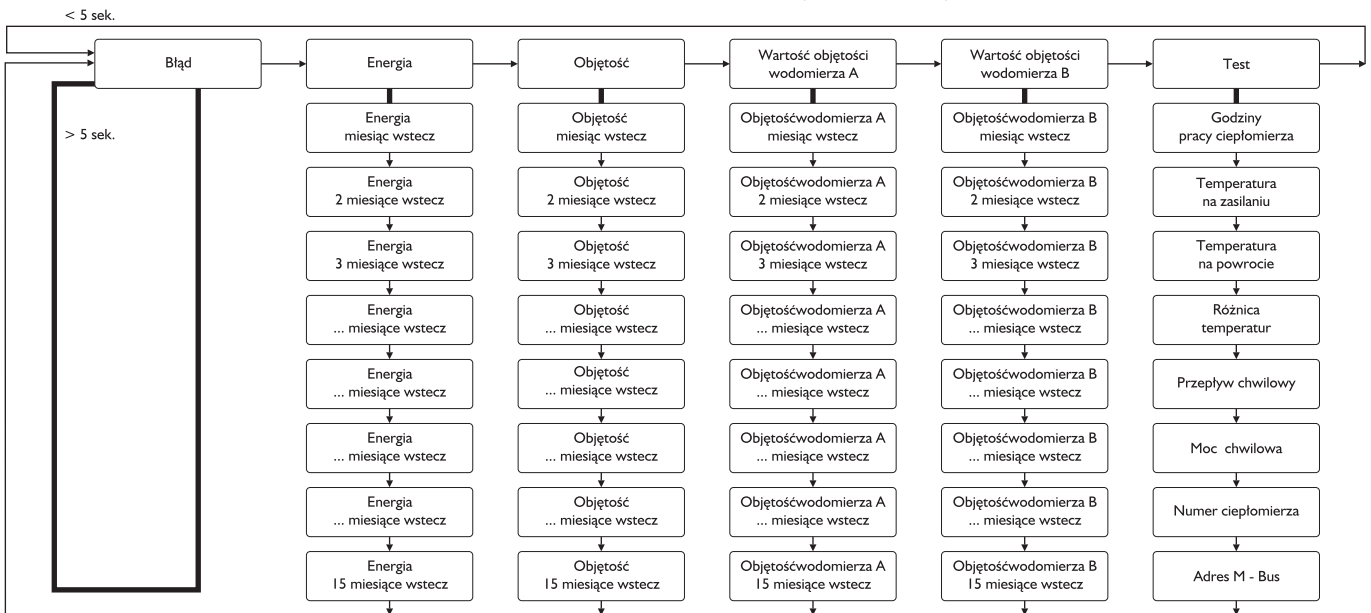 < 5 sek.
Błąd
Energia
Objętość
Wartość objętości
wodomierza A
Wartość objętości
wodomierza B
Test
> 5 sek.
Energia
miesiąc wstecz
Objętość
miesiąc wstecz
Objętośćwodomierza A
miesiąc wstecz
Objętośćwodomierza B
miesiąc wstecz
Godziny
pracy ciepłomierza
Energia
2 miesiące wstecz
Objętość
2 miesiące wstecz
Objętośćwodomierza A
2 miesiące wstecz
Objętośćwodomierza B
2 miesiące wstecz
Temperatura
na zasilaniu
Energia
3 miesiące wstecz
Objętość
3 miesiące wstecz
Objętośćwodomierza A
3 miesiące wstecz
Objętośćwodomierza B
3 miesiące wstecz
Temperatura
na powrocie
Energia
... miesiące wstecz
Objętość
... miesiące wstecz
Objętośćwodomierza A
... miesiące wstecz
Objętośćwodomierza B
... miesiące wstecz
Różnica
temperatur
Energia
... miesiące wstecz
Objętość
... miesiące wstecz
Objętośćwodomierza A
... miesiące wstecz
Objętośćwodomierza B
... miesiące wstecz
Przepływ chwilowy
Energia
... miesiące wstecz
Objętość
... miesiące wstecz
Objętośćwodomierza A
... miesiące wstecz
Objętośćwodomierza B
... miesiące wstecz
Moc chwilowa
Energia
... miesiące wstecz
Objętość
... miesiące wstecz
Objętośćwodomierza A
... miesiące wstecz
Objętośćwodomierza B
... miesiące wstecz
Numer ciepłomierza
Energia
15 miesiące wstecz
Objętość
15 miesiące wstecz
Objętośćwodomierza A
15 miesiące wstecz
Objętośćwodomierza B
15 miesiące wstecz
Adres M - Bus